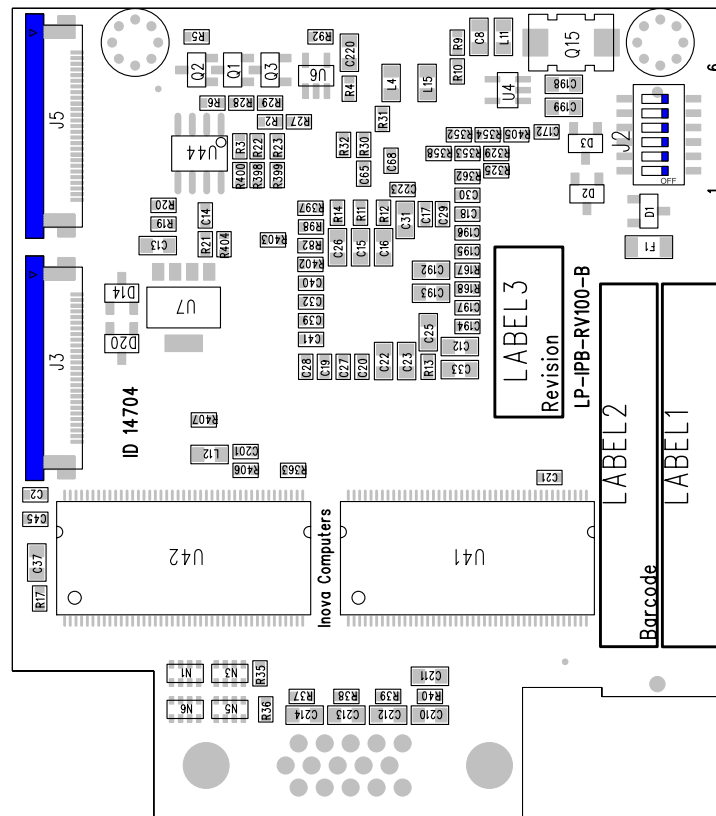 R5
R92
C220
R9
C8
L11
Q15
6
J5
Q2
Q1
Q3
U6
R4
L4
L15
R10
U4
C198
C199
R6
R28
R29
R2
R27
R31
R352
R354
R405
C172
J2
U44
R3
R22
R23
R32
R30
C68
R358
R353
R329
D3
R400
R398
R399
C65
R325
R362
OFF
1
C223
C30
D2
R20
C14
R397
R14
R11
R12
C31
C17
C29
C18
D1
R19
R98
C196
C13
R21
R404
R403
R82
C26
C15
C16
C195
F1
R402
C192
R167
D14
C40
C193
R168
U7
C32
C197
C39
C25
C194
D20
C41
C12
J3
C28
C19
C27
C20
C22
C23
R13
C33
LABEL3
Revision
LP-IPB-RV100-B
LABEL2
LABEL1
Barcode
ID 14704
R407
L12
C201
R406
R363
C21
C2
C45
C37
R17
U42
Inova Computers
U41
N1
N3
R35
C211
R37
R38
R39
R40
N6
N5
R36
C214
C213
C212
C210